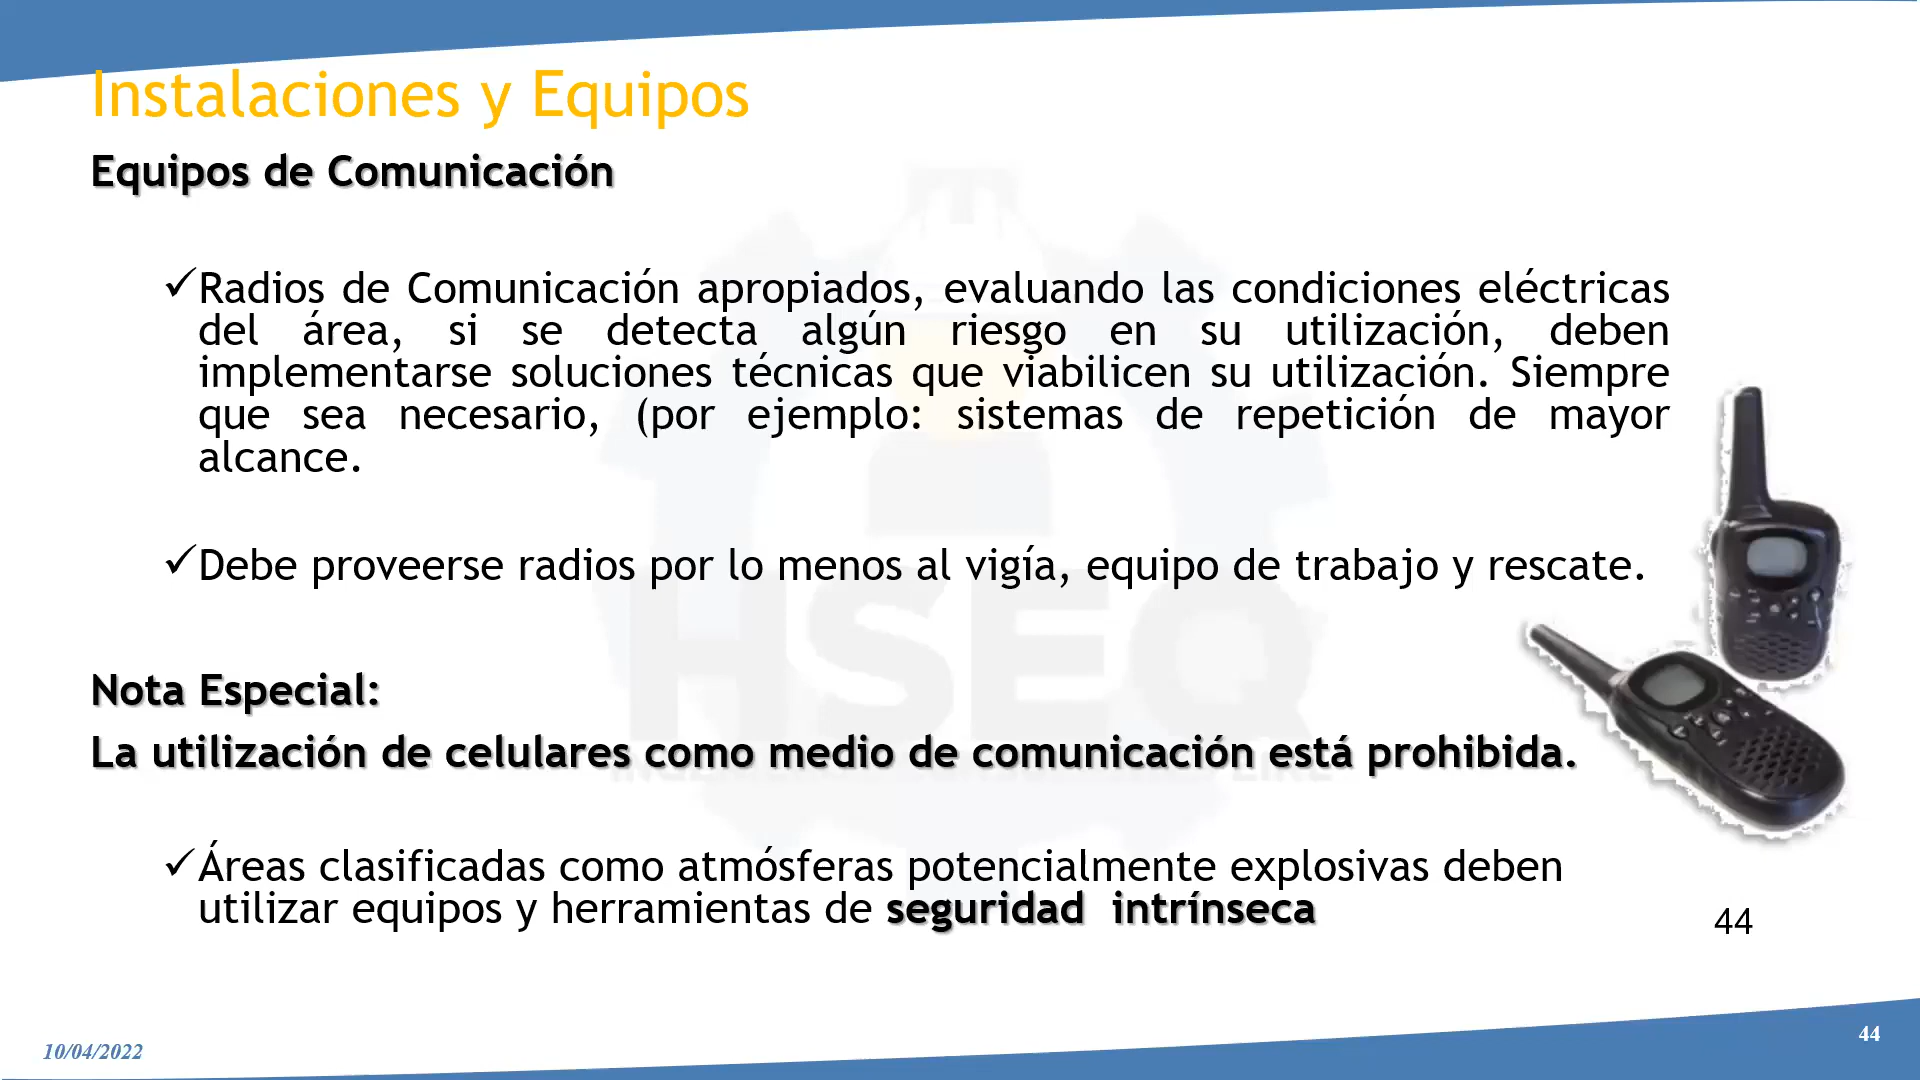 Instalaciones y Equipos
Equipos de Comunicación
✓Radios de Comunicación apropiados, evaluando las condiciones eléctricas
del área, si se detecta algún riesgo en su utilización, deben
implementarse soluciones técnicas que viabilicen su utilización. Siempre
que sea necesario, (por ejemplo: sistemas de repetición de mayor
alcance.
✓Debe proveerse radios por lo menos al vigía, equipo de trabajo y rescate.
HSEQ
Nota Especial:
La utilización de celulares como medio de comunicación está prohibida.
✓Áreas clasificadas como atmósferas potencialmente explosivas deben
utilizar equipos y herramientas de seguridad intrínseca
44
10/04/2022
44